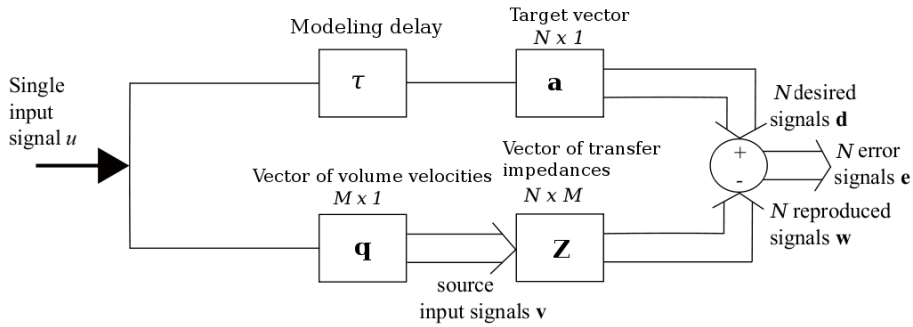 Modeling delay
Target vector
N x 1
τ
a
Single
input
signal u
N desired
signals d
+
-
N error
signals e
Vector of volume velocities
M x 1
Vector of transfer
impedances
N x M
q
Z
N reproduced
signals w
source
input signals v